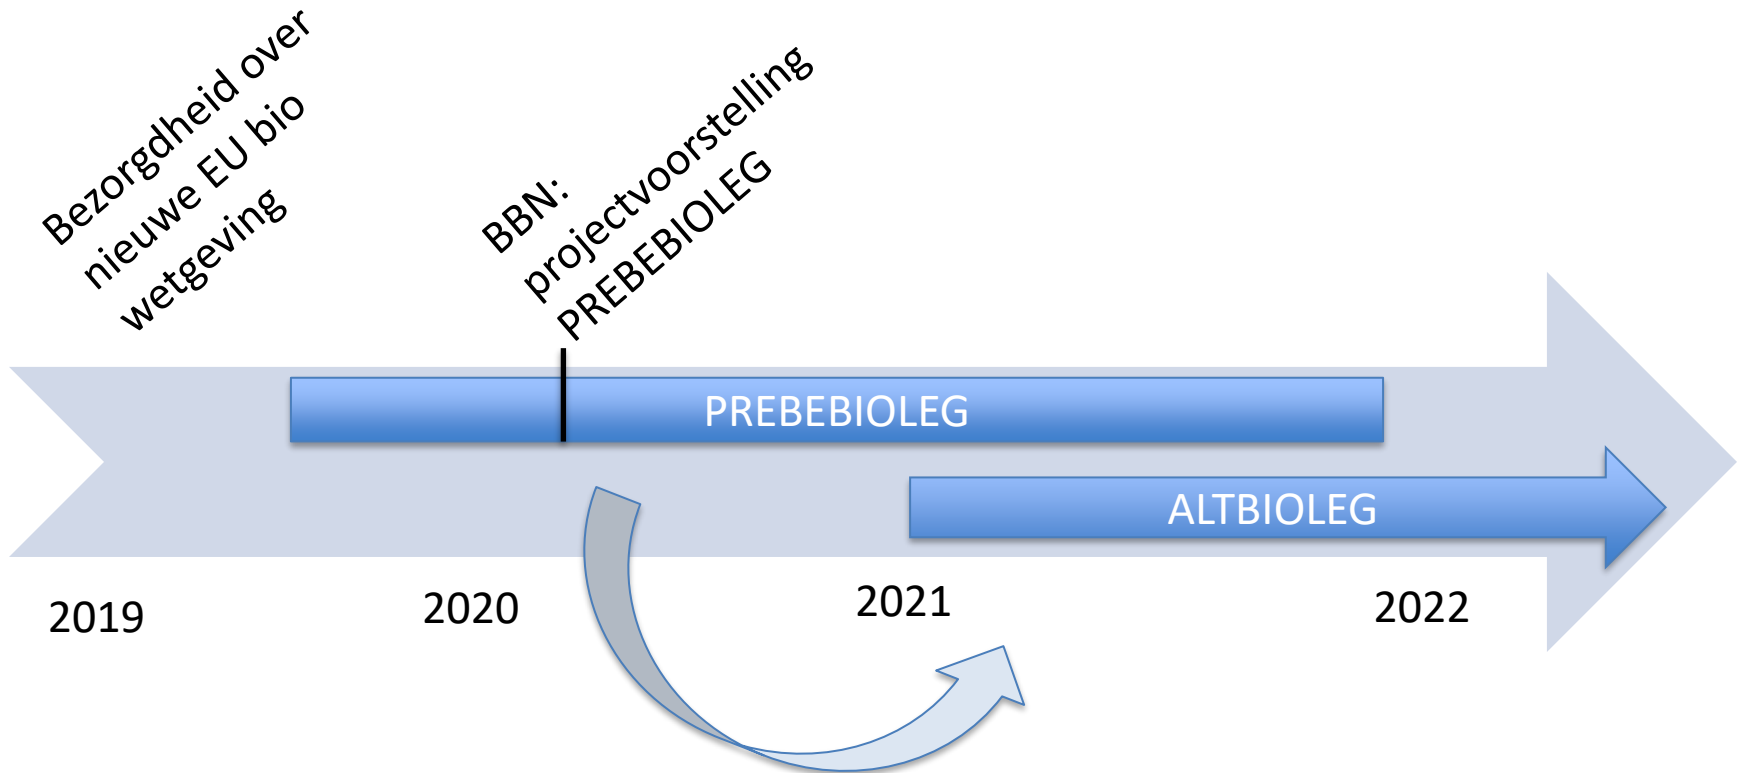 Bezorgdheid over
nieuwe EU bio
wetgeving
BBN:
projectvoorstelling
PREBEBIOLEG
PREBEBIOLEG
ALTBIOLEG
2019
2020
2021
2022